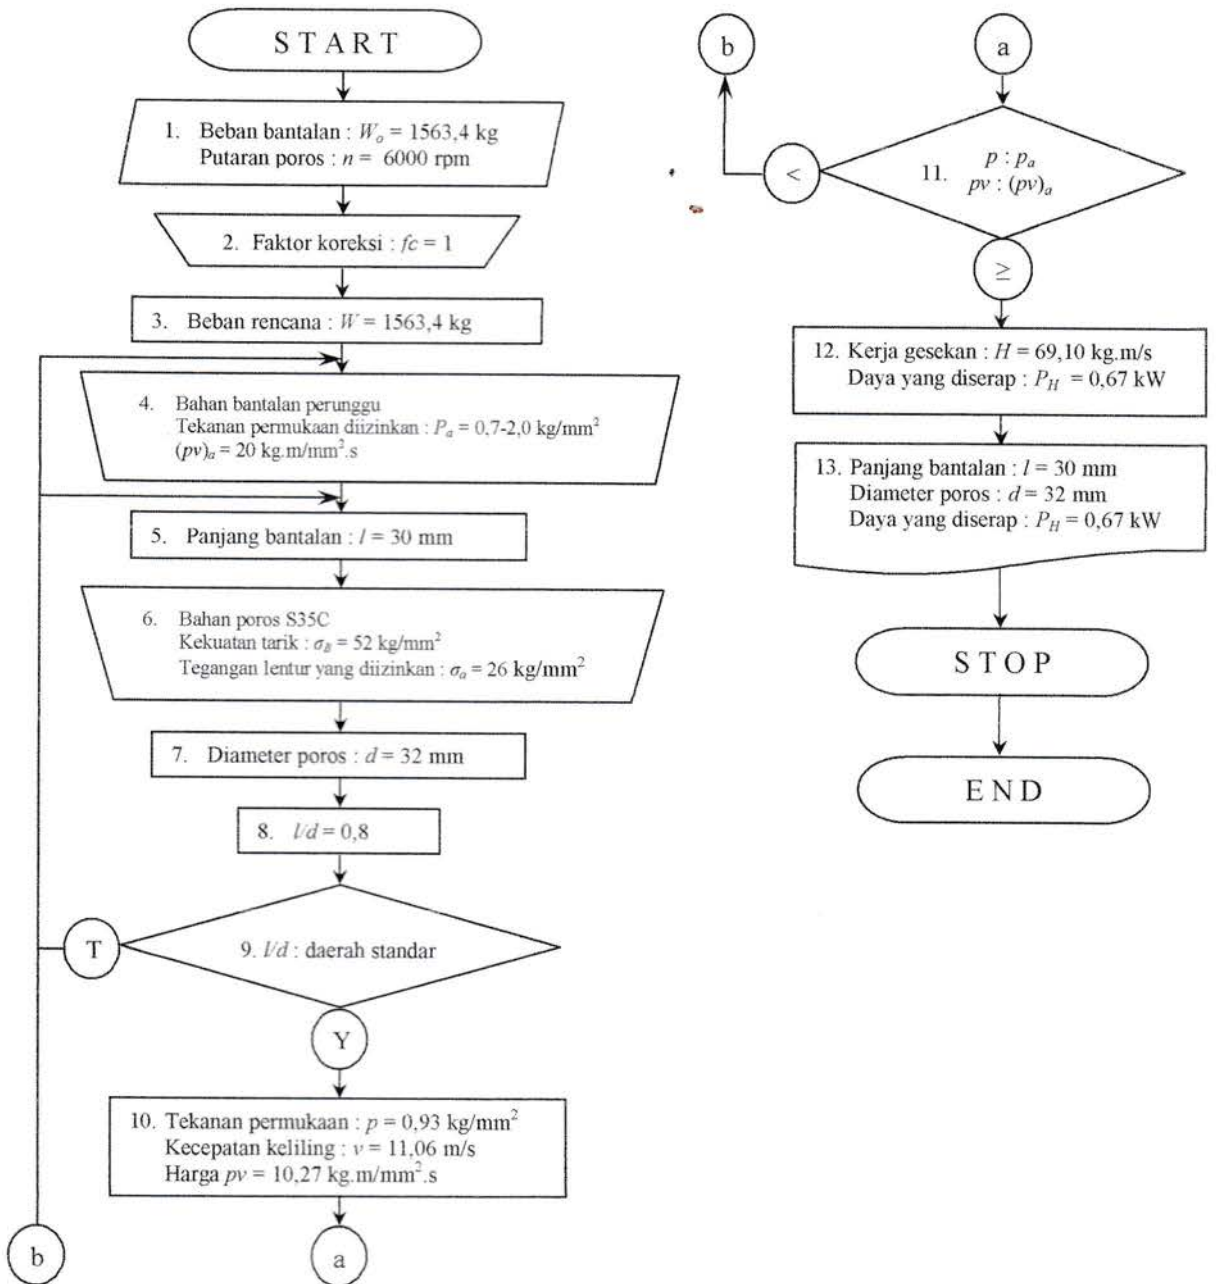 START
1. Beban bantalan : Wₒ = 1563,4 kg
Putaran poros : n = 6000 rpm
2. Faktor koreksi : fc = 1
3. Beban rencana : W = 1563,4 kg
4. Bahan bantalan perunggu
Tekanan permukaan diizinkan : Pₐ = 0,7-2,0 kg/mm²
(pv)ₐ = 20 kg.m/mm².s
5. Panjang bantalan : l = 30 mm
6. Bahan poros S35C
Kekuatan tarik : σ_B = 52 kg/mm²
Tegangan lentur yang diizinkan : σₐ = 26 kg/mm²
7. Diameter poros : d = 32 mm
8. l/d = 0,8
T
9. l/d : daerah standar
Y
10. Tekanan permukaan : p = 0,93 kg/mm²
Kecepatan keliling : v = 11,06 m/s
Harga pv = 10,27 kg.m/mm².s
b
a
b
a
<
11. p : pₐ
pv : (pv)ₐ
≥
12. Kerja gesekan : H = 69,10 kg.m/s
Daya yang diserap : P_H = 0,67 kW
13. Panjang bantalan : l = 30 mm
Diameter poros : d = 32 mm
Daya yang diserap : P_H = 0,67 kW
STOP
END